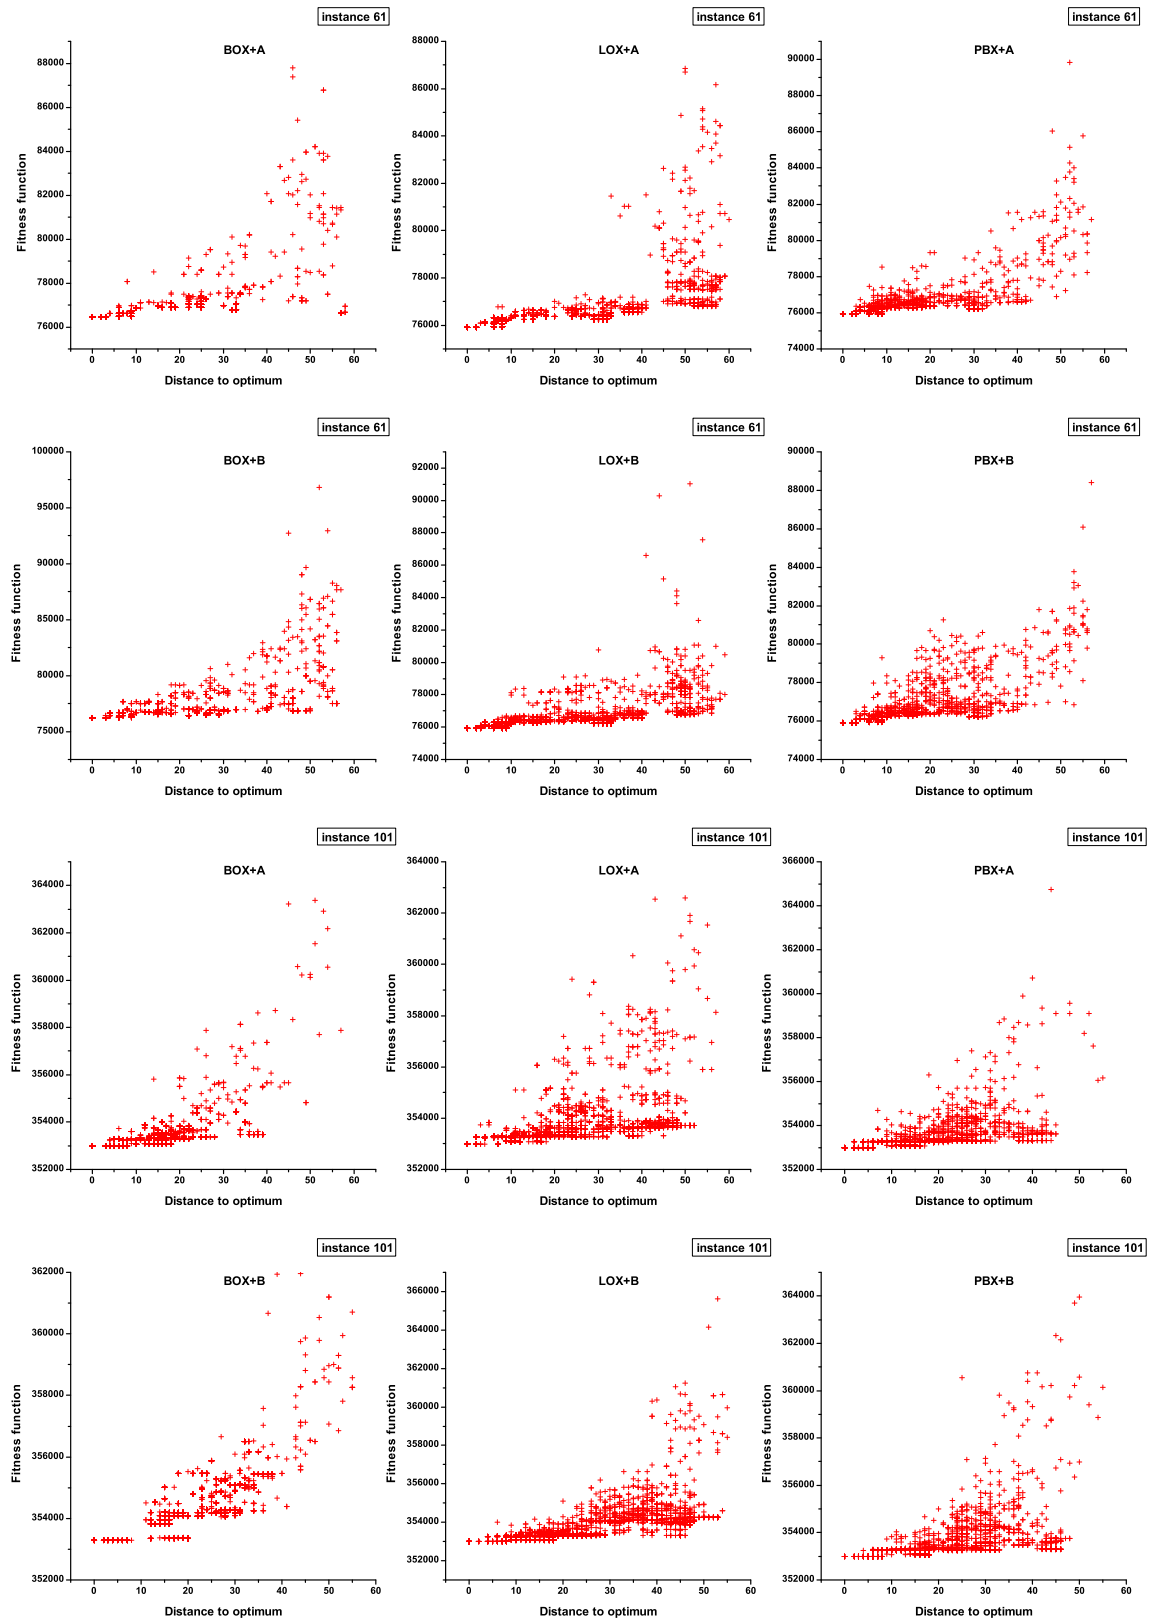 instance 61
instance 61
instance 61
BOX+A
LOX+A
PBX+A
Fitness function
88000
86000
84000
82000
80000
78000
76000
0 10 20 30 40 50 60
Distance to optimum
Fitness function
88000
86000
84000
82000
80000
78000
76000
0 10 20 30 40 50 60
Distance to optimum
Fitness function
90000
88000
86000
84000
82000
80000
78000
76000
74000
0 10 20 30 40 50 60
Distance to optimum
instance 61
instance 61
instance 61
BOX+B
LOX+B
PBX+B
Fitness function
100000
95000
90000
85000
80000
75000
0 10 20 30 40 50 60
Distance to optimum
Fitness function
92000
90000
88000
86000
84000
82000
80000
78000
76000
74000
0 10 20 30 40 50 60
Distance to optimum
Fitness function
90000
88000
86000
84000
82000
80000
78000
76000
74000
0 10 20 30 40 50 60
Distance to optimum
instance 101
instance 101
instance 101
BOX+A
LOX+A
PBX+A
Fitness function
364000
362000
360000
358000
356000
354000
352000
0 10 20 30 40 50 60
Distance to optimum
Fitness function
364000
362000
360000
358000
356000
354000
352000
0 10 20 30 40 50 60
Distance to optimum
Fitness function
366000
364000
362000
360000
358000
356000
354000
352000
0 10 20 30 40 50 60
Distance to optimum
instance 101
instance 101
instance 101
BOX+B
LOX+B
PBX+B
Fitness function
362000
360000
358000
356000
354000
352000
0 10 20 30 40 50 60
Distance to optimum
Fitness function
366000
364000
362000
360000
358000
356000
354000
352000
0 10 20 30 40 50 60
Distance to optimum
Fitness function
364000
362000
360000
358000
356000
354000
352000
0 10 20 30 40 50 60
Distance to optimum